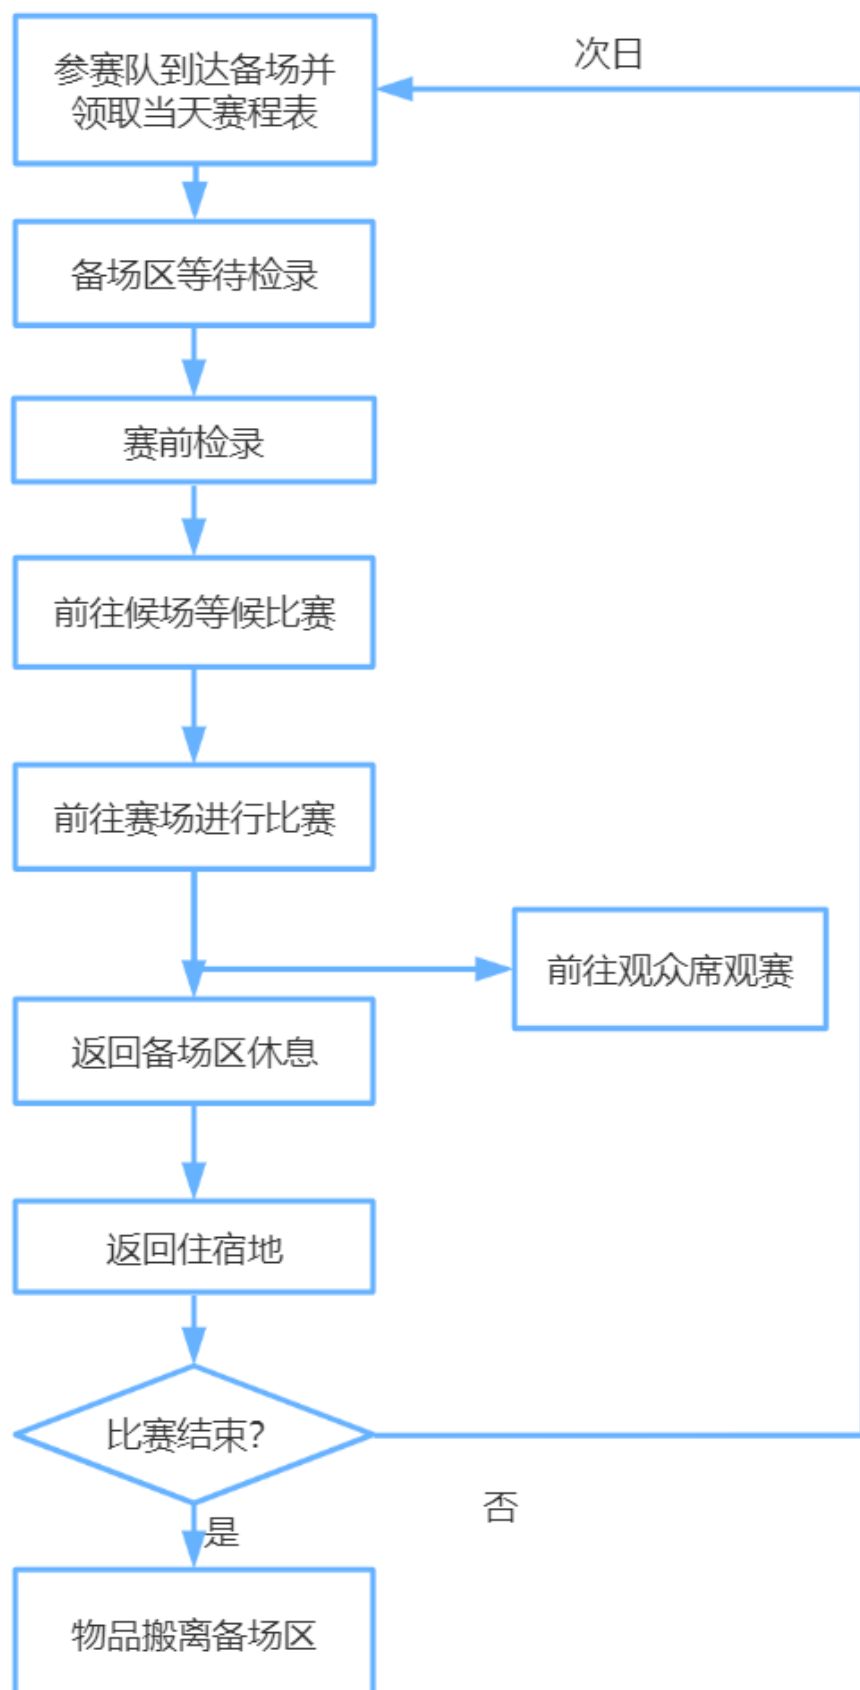 次日
参赛队到达备场并
领取当天赛程表
备场区等待检录
赛前检录
前往候场等候比赛
前往赛场进行比赛
前往观众席观赛
返回备场区休息
返回住宿地
比赛结束?
否
是
物品搬离备场区